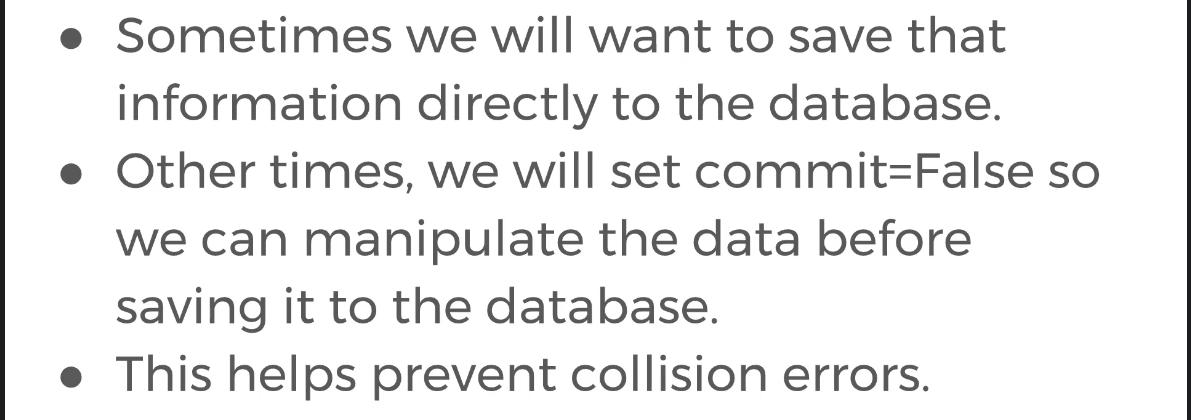 ● Sometimes we will want to save that
information directly to the database.
● Other times, we will set commit=False so
we can manipulate the data before
saving it to the database.
● This helps prevent collision errors.